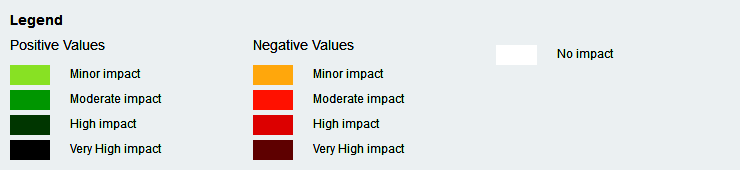 Legend
Positive Values
Minor impact
Moderate impact
High impact
Very High impact
Negative Values
Minor impact
Moderate impact
High impact
Very High impact
No impact